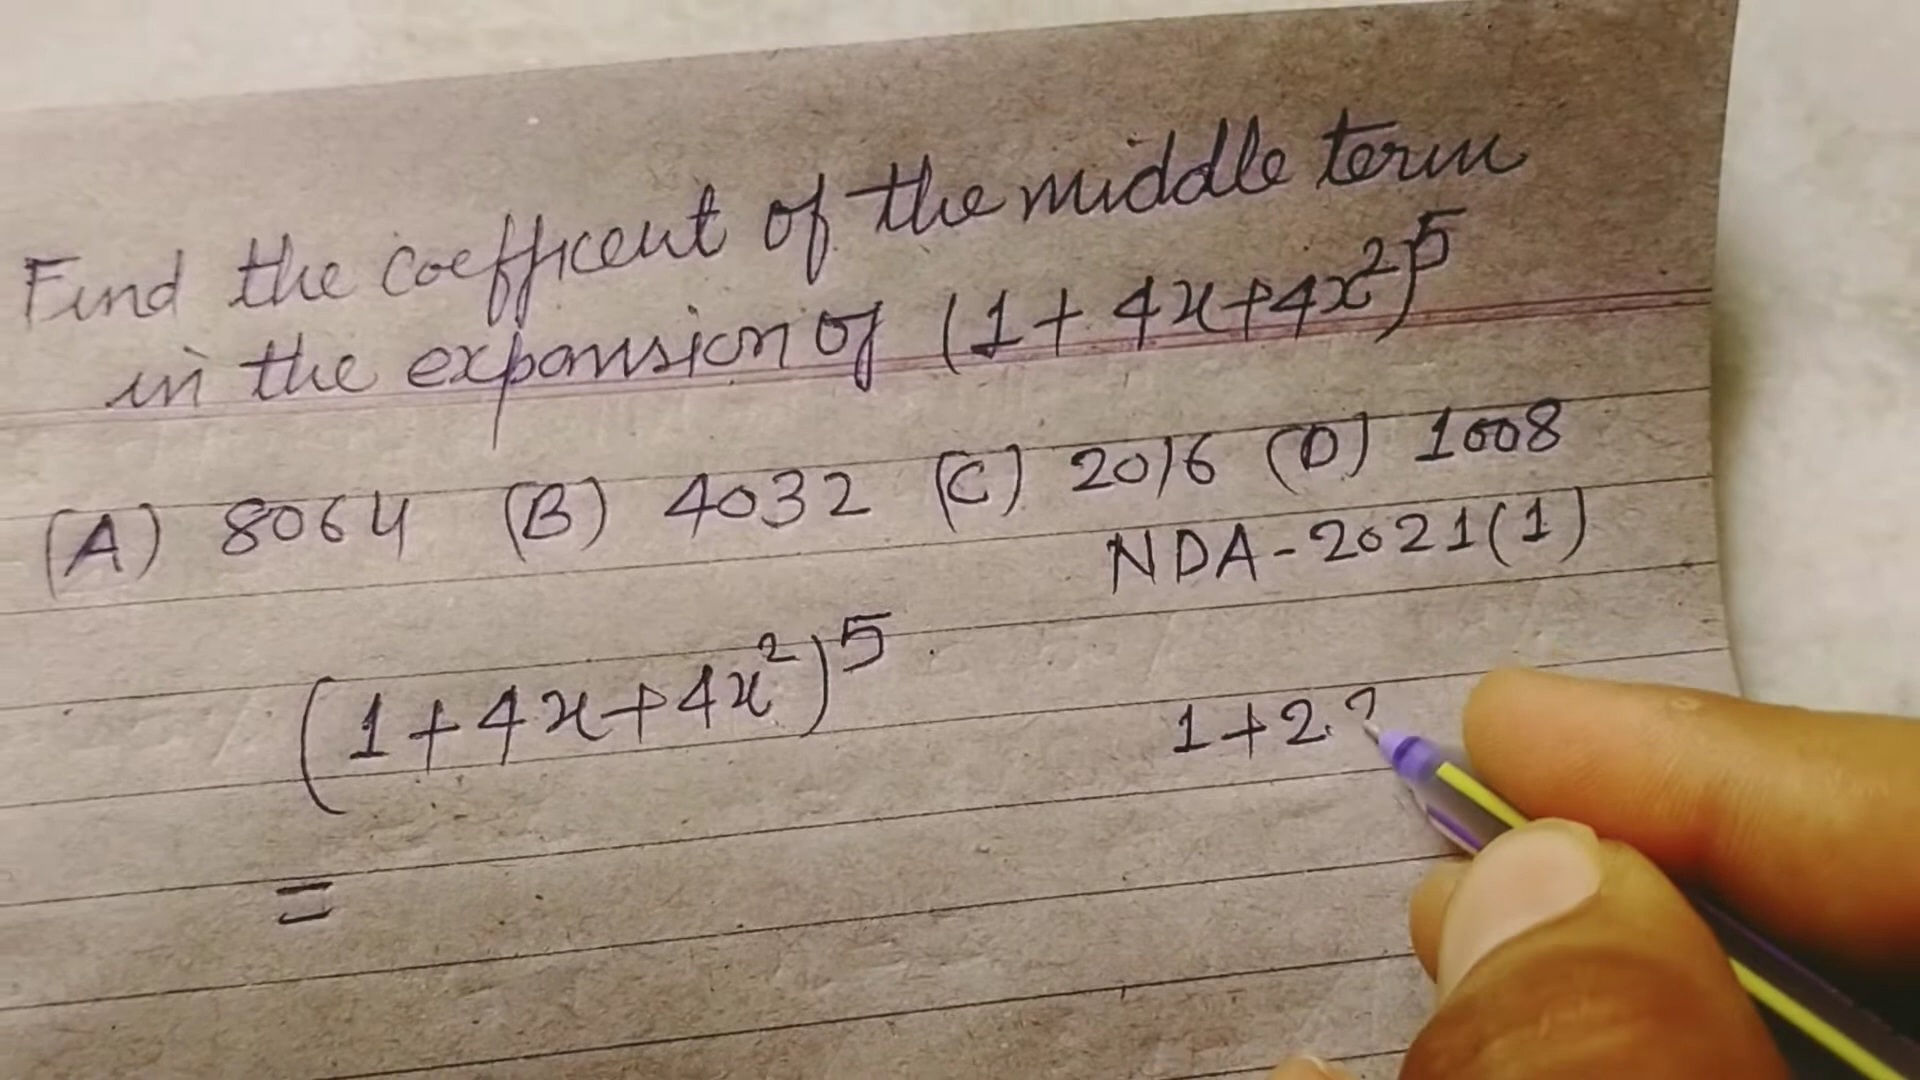 Find the coefficent of the middle term
in the expansion of (1+4x+4x²)⁵
(A) 8064 (B) 4032 (C) 2016 (D) 1008
NDA-2021(1)
(1+4x+4x²)⁵
1+2.2
=